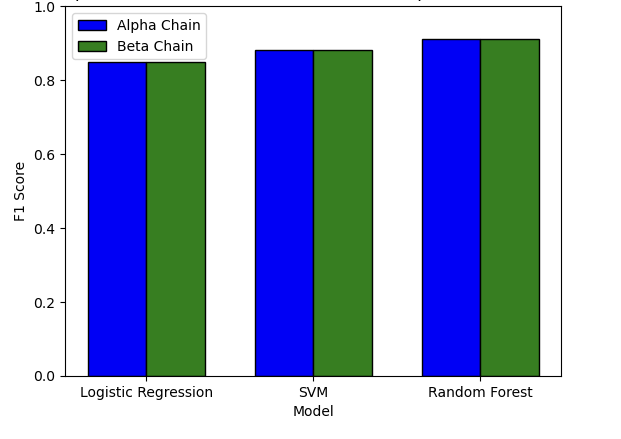 Alpha Chain
Beta Chain
1.0
0.8
0.6
0.4
0.2
0.0
F1 Score
Logistic Regression SVM Random Forest
Model